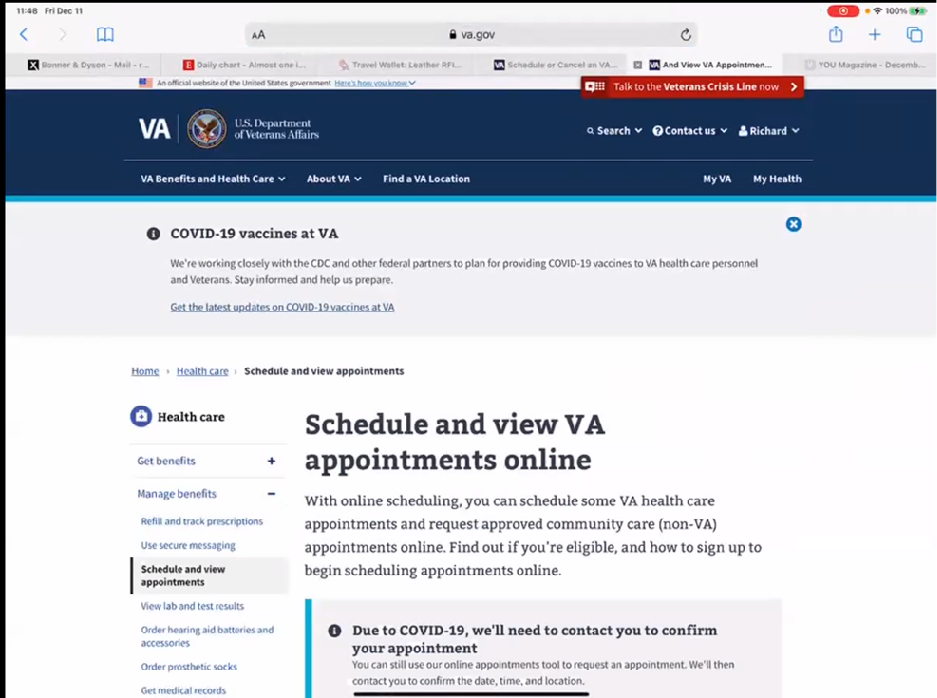 11:48 Fri Dec 11
100%
AA
va.gov
Bonner & Dyson - Mail - r...
Daily chart - Almost one i...
Travel Wallet: Leather RFI...
Schedule or Cancel an VA...
And View VA Appointmen...
YOU Magazine - Decemb...
An official website of the United States government Here's how you know
Talk to the Veterans Crisis Line now
VA
U.S. Department
of Veterans Affairs
Search Contact us Richard
VA Benefits and Health Care About VA Find a VA Location My VA My Health
COVID-19 vaccines at VA
We're working closely with the CDC and other federal partners to plan for providing COVID-19 vaccines to VA health care personnel
and Veterans. Stay informed and help us prepare.
Get the latest updates on COVID-19 vaccines at VA
Home › Health care › Schedule and view appointments
Health care
Get benefits +
Manage benefits −
Refill and track prescriptions
Use secure messaging
Schedule and view
appointments
View lab and test results
Order hearing aid batteries and
accessories
Order prosthetic socks
Get medical records
Schedule and view VA
appointments online
With online scheduling, you can schedule some VA health care
appointments and request approved community care (non-VA)
appointments online. Find out if you're eligible, and how to sign up to
begin scheduling appointments online.
Due to COVID-19, we'll need to contact you to confirm
your appointment
You can still use our online appointments tool to request an appointment. We'll then
contact you to confirm the date, time, and location.